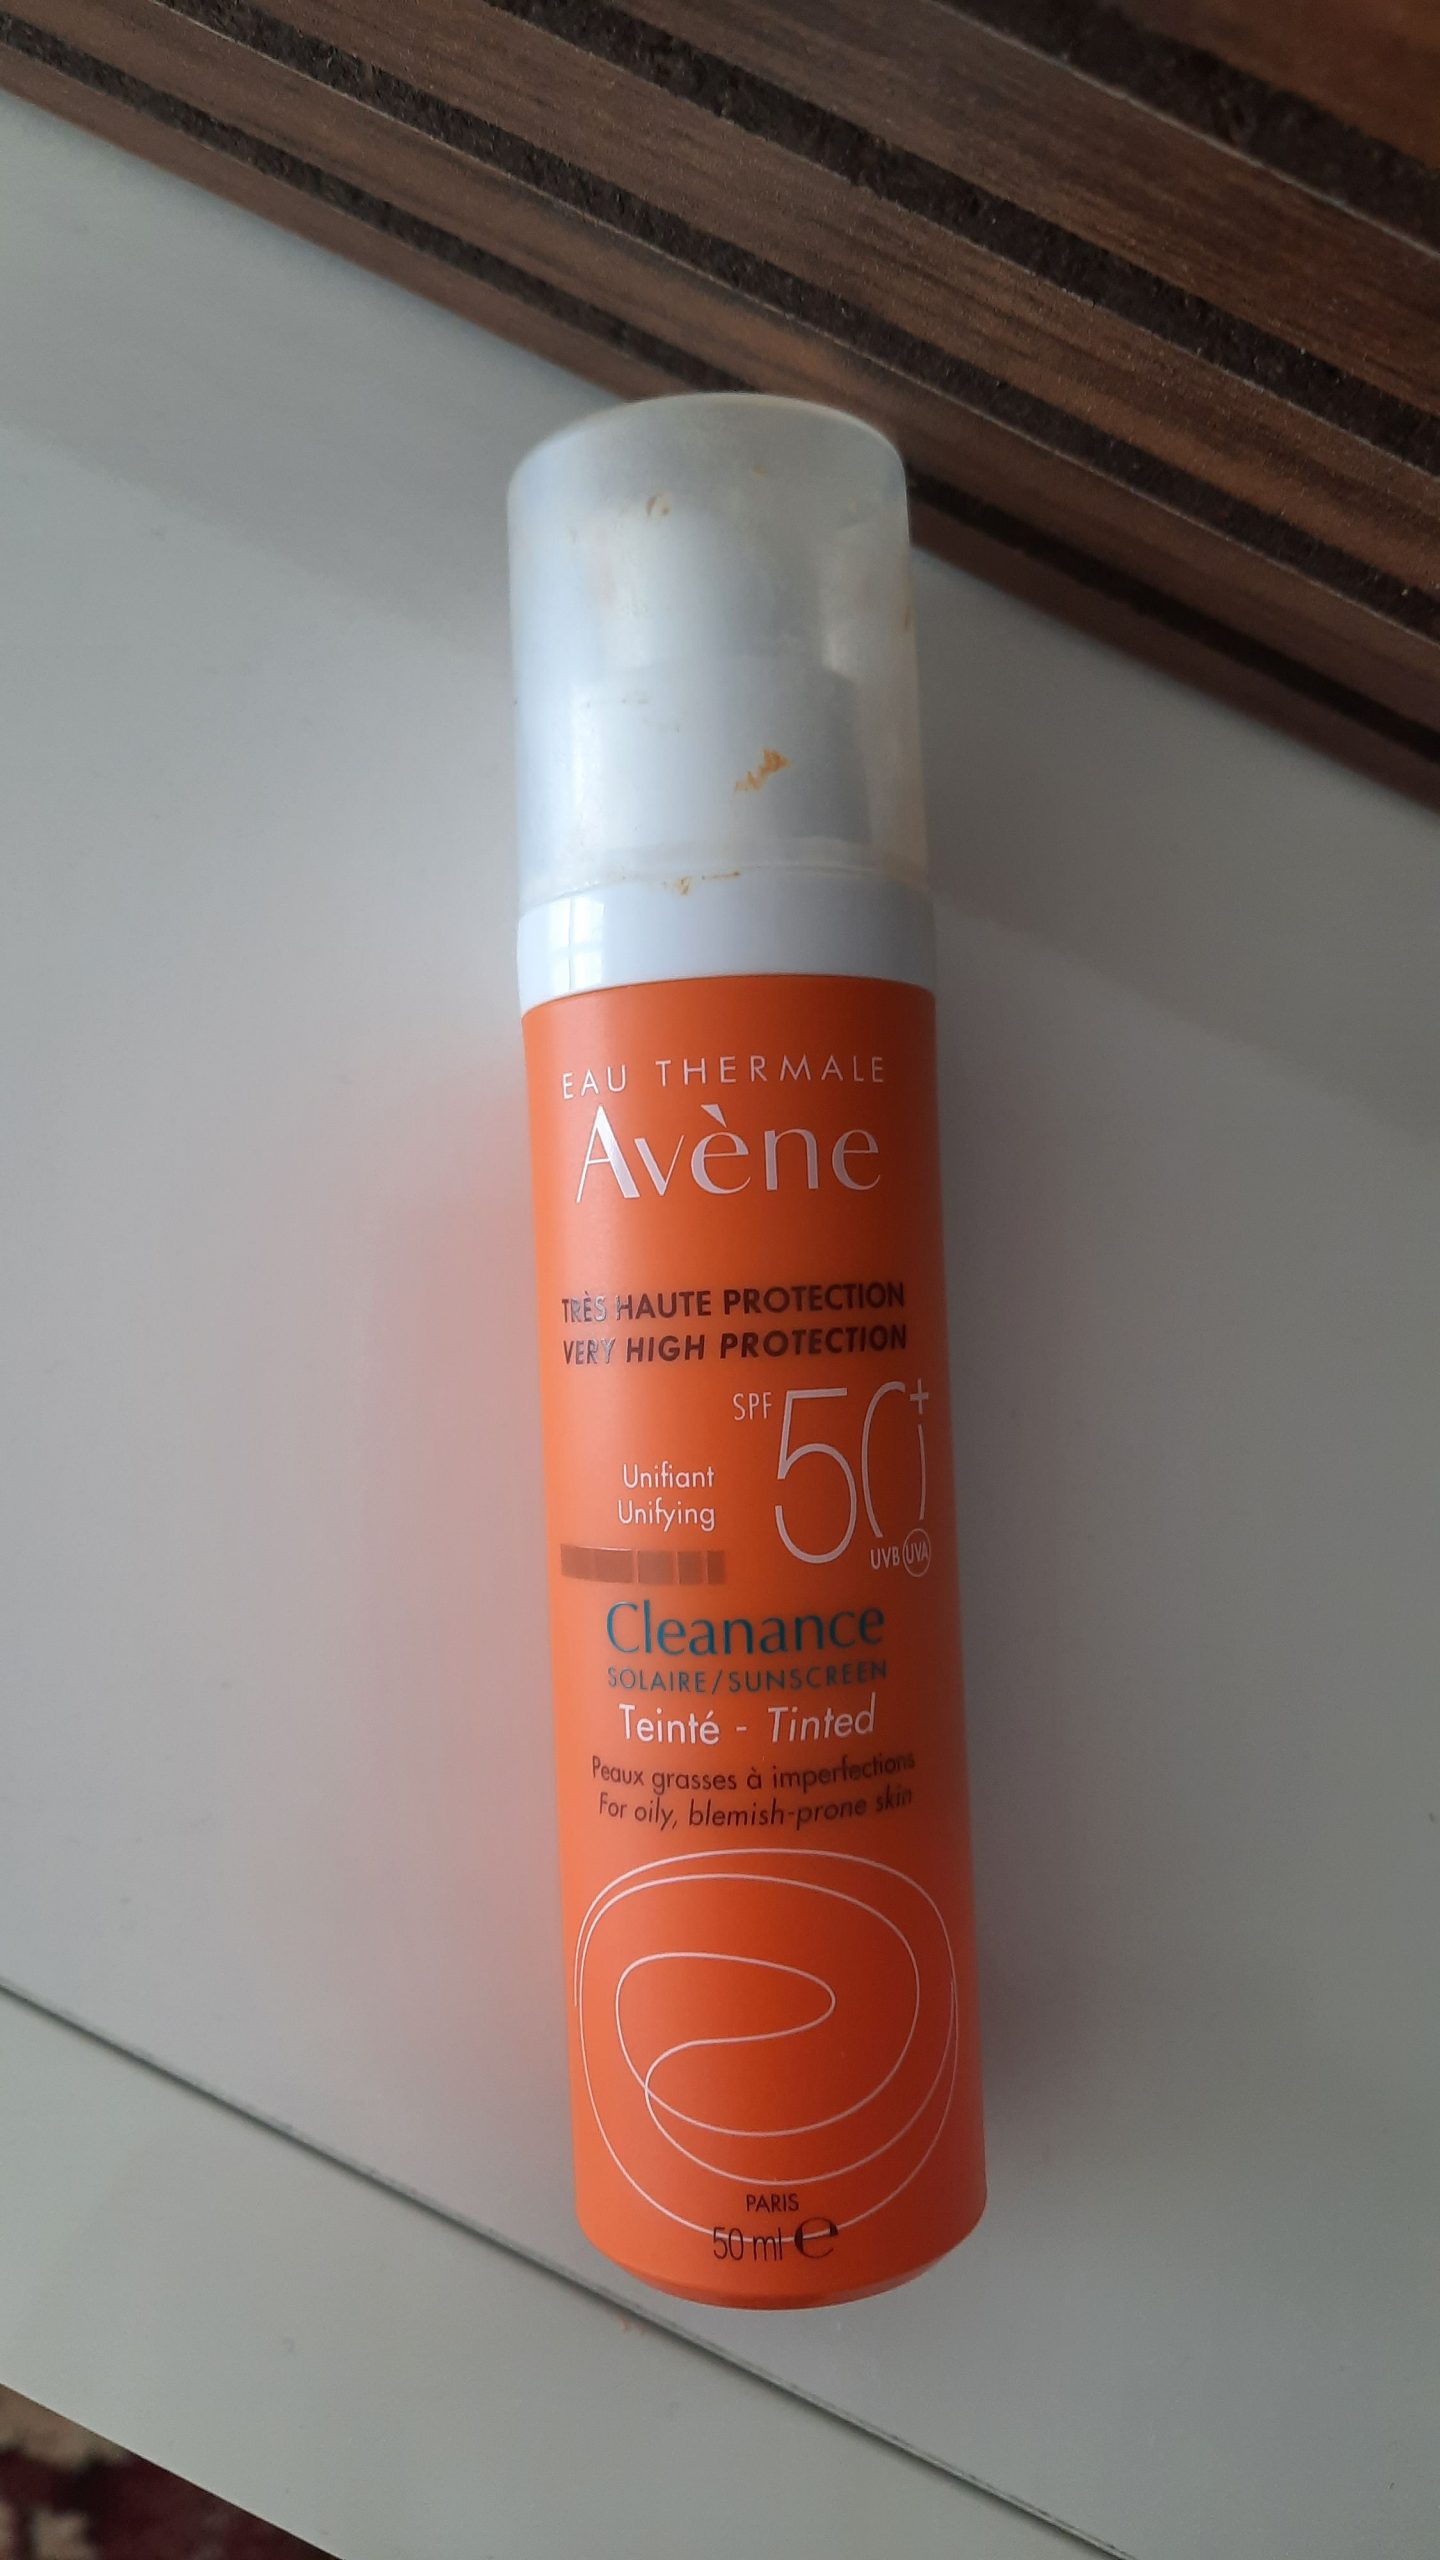 EAU THERMALE
Avène
TRÈS HAUTE PROTECTION
VERY HIGH PROTECTION
SPF 50+
Unifiant
Unifying
UVB UVA
Cleanance
SOLAIRE/SUNSCREEN
Teinté - Tinted
Peaux grasses à imperfections
For oily, blemish-prone skin
PARIS
50 ml e